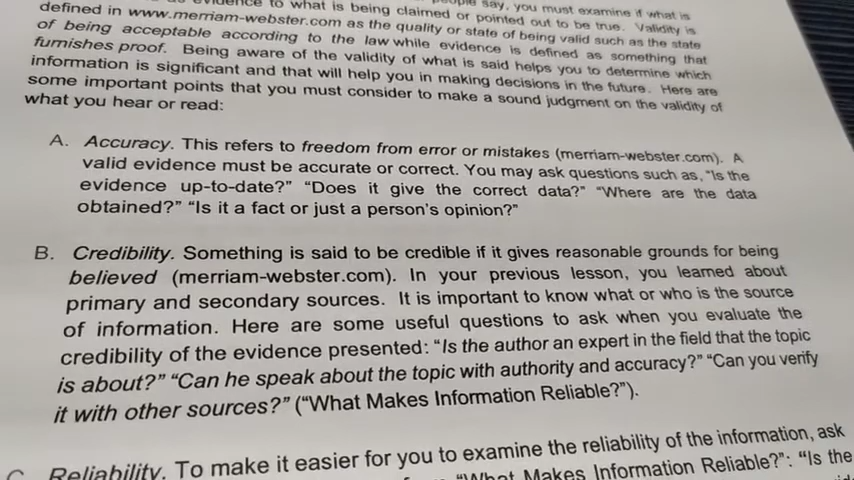 evidence to what is being claimed or pointed out to be true. Validity is
people say, you must examine if what is
defined in www.merriam-webster.com as the quality or state of being valid such as the state
of being acceptable according to the law while evidence is defined as something that
furnishes proof. Being aware of the validity of what is said helps you to determine which
information is significant and that will help you in making decisions in the future. Here are
some important points that you must consider to make a sound judgment on the validity of
what you hear or read:
A. Accuracy. This refers to freedom from error or mistakes (merriam-webster.com). A
valid evidence must be accurate or correct. You may ask questions such as, "Is the
evidence up-to-date?" "Does it give the correct data?" "Where are the data
obtained?" "Is it a fact or just a person's opinion?"
B. Credibility. Something is said to be credible if it gives reasonable grounds for being
believed (merriam-webster.com). In your previous lesson, you learned about
primary and secondary sources. It is important to know what or who is the source
of information. Here are some useful questions to ask when you evaluate the
credibility of the evidence presented: "Is the author an expert in the field that the topic
is about?" "Can he speak about the topic with authority and accuracy?" "Can you verify
it with other sources?" ("What Makes Information Reliable?").
C. Reliability. To make it easier for you to examine the reliability of the information, ask
"What Makes Information Reliable?": "Is the